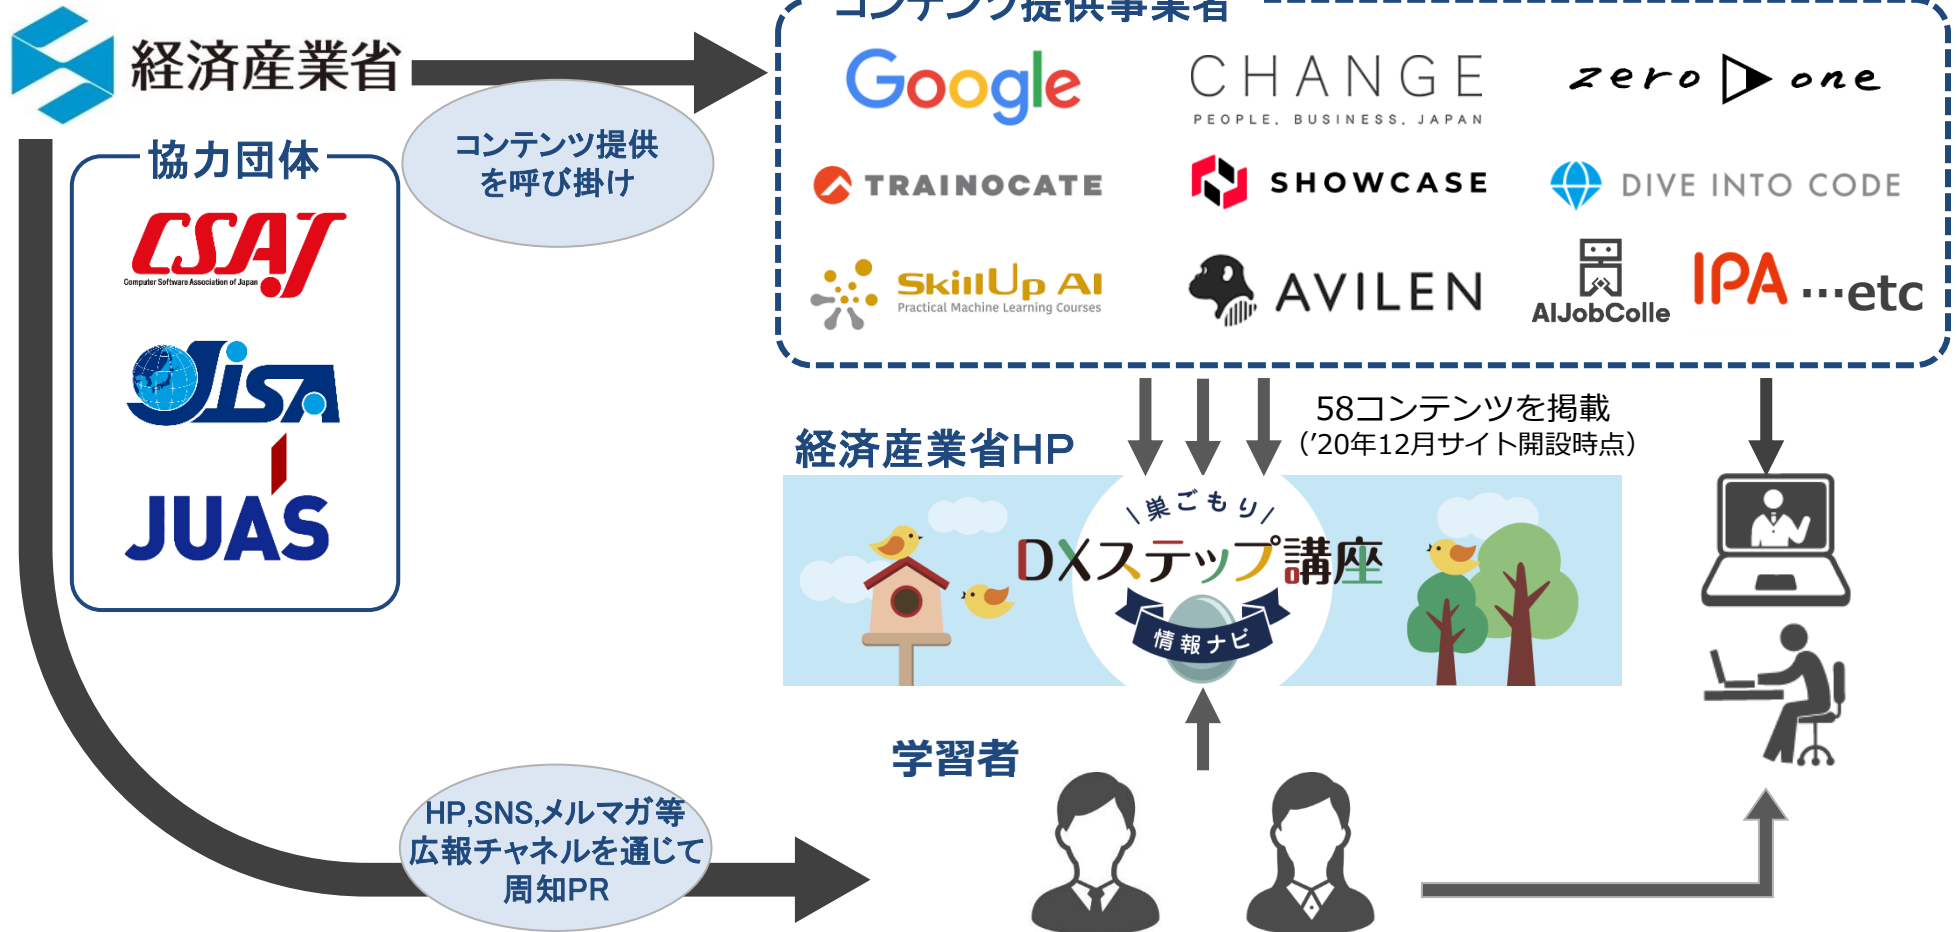 経済産業省
コンテンツ提供
を呼び掛け
協力団体
CSAJ
Computer Software Association of Japan
JISA
JUAS
コンテンツ提供事業者
Google
CHANGE
PEOPLE. BUSINESS. JAPAN
zero one
TRAINOCATE
SHOWCASE
DIVE INTO CODE
SkillUp AI
Practical Machine Learning Courses
AVILEN
AIJobColle
IPA
…etc
58コンテンツを掲載
（’20年12月サイト開設時点）
経済産業省HP
\巣ごもり/
DXステップ講座
情報ナビ
学習者
HP,SNS,メルマガ等
広報チャネルを通じて
周知PR